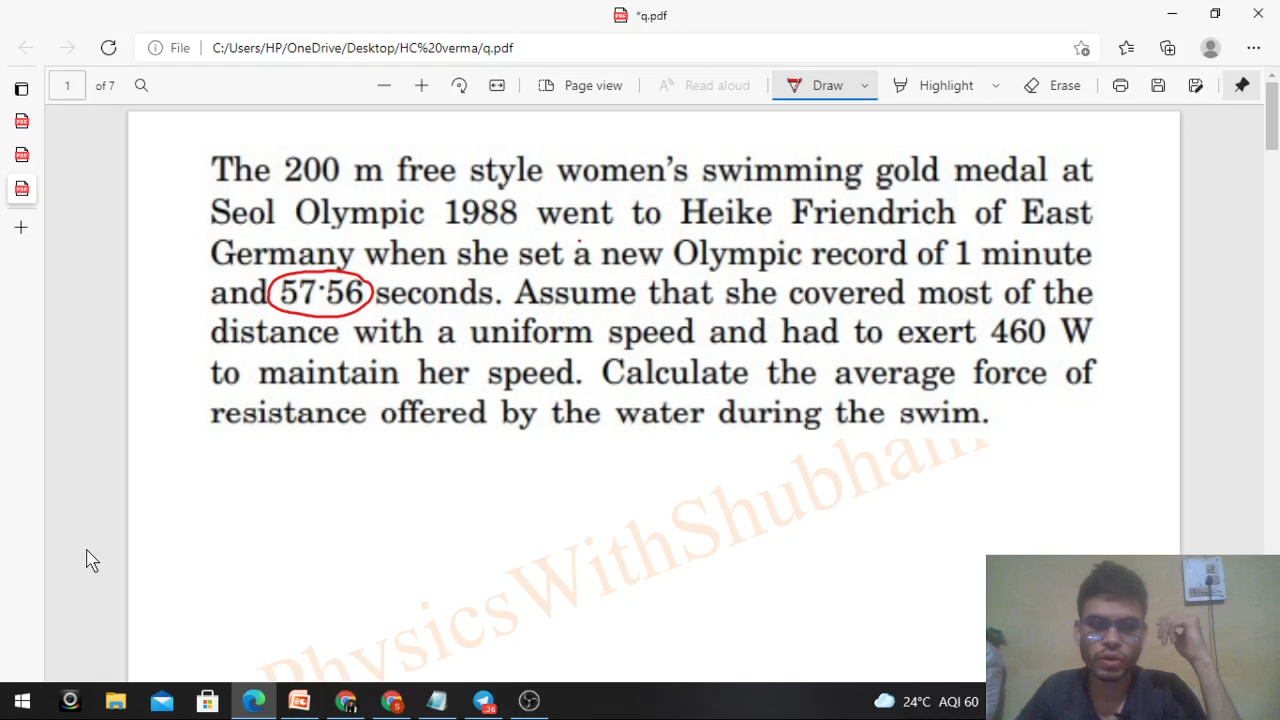 *q.pdf
File C:/Users/HP/OneDrive/Desktop/HC%20verma/q.pdf
1 of 7 Page view Read aloud Draw Highlight Erase
The 200 m free style women's swimming gold medal at
Seol Olympic 1988 went to Heike Friendrich of East
Germany when she set a new Olympic record of 1 minute
and 57·56 seconds. Assume that she covered most of the
distance with a uniform speed and had to exert 460 W
to maintain her speed. Calculate the average force of
resistance offered by the water during the swim.
PhysicsWithShubham
24°C AQI 60